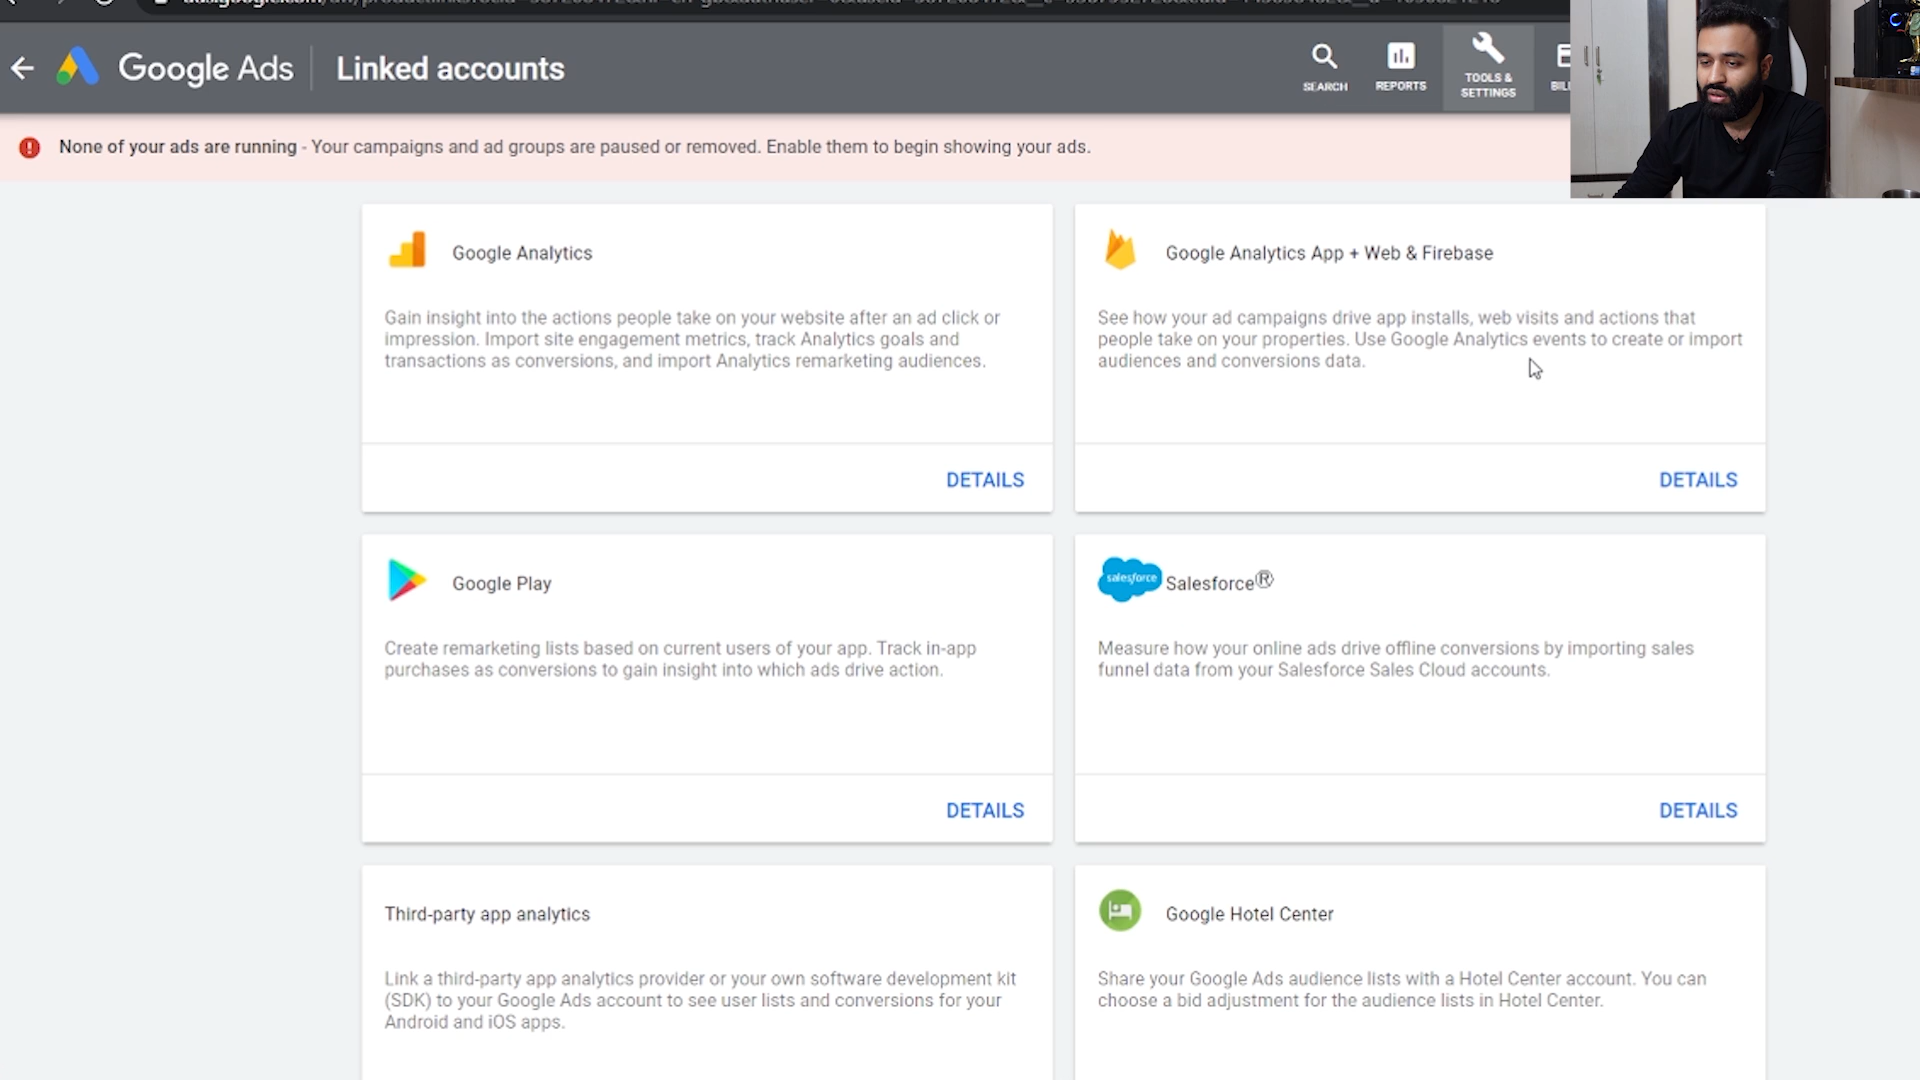 Google Ads
Linked accounts
SEARCH
REPORTS
TOOLS &
SETTINGS
None of your ads are running - Your campaigns and ad groups are paused or removed. Enable them to begin showing your ads.
Google Analytics
Gain insight into the actions people take on your website after an ad click or
impression. Import site engagement metrics, track Analytics goals and
transactions as conversions, and import Analytics remarketing audiences.
DETAILS
Google Analytics App + Web & Firebase
See how your ad campaigns drive app installs, web visits and actions that
people take on your properties. Use Google Analytics events to create or import
audiences and conversions data.
DETAILS
Google Play
Create remarketing lists based on current users of your app. Track in-app
purchases as conversions to gain insight into which ads drive action.
DETAILS
salesforce
Salesforce®
Measure how your online ads drive offline conversions by importing sales
funnel data from your Salesforce Sales Cloud accounts.
DETAILS
Third-party app analytics
Link a third-party app analytics provider or your own software development kit
(SDK) to your Google Ads account to see user lists and conversions for your
Android and iOS apps.
Google Hotel Center
Share your Google Ads audience lists with a Hotel Center account. You can
choose a bid adjustment for the audience lists in Hotel Center.